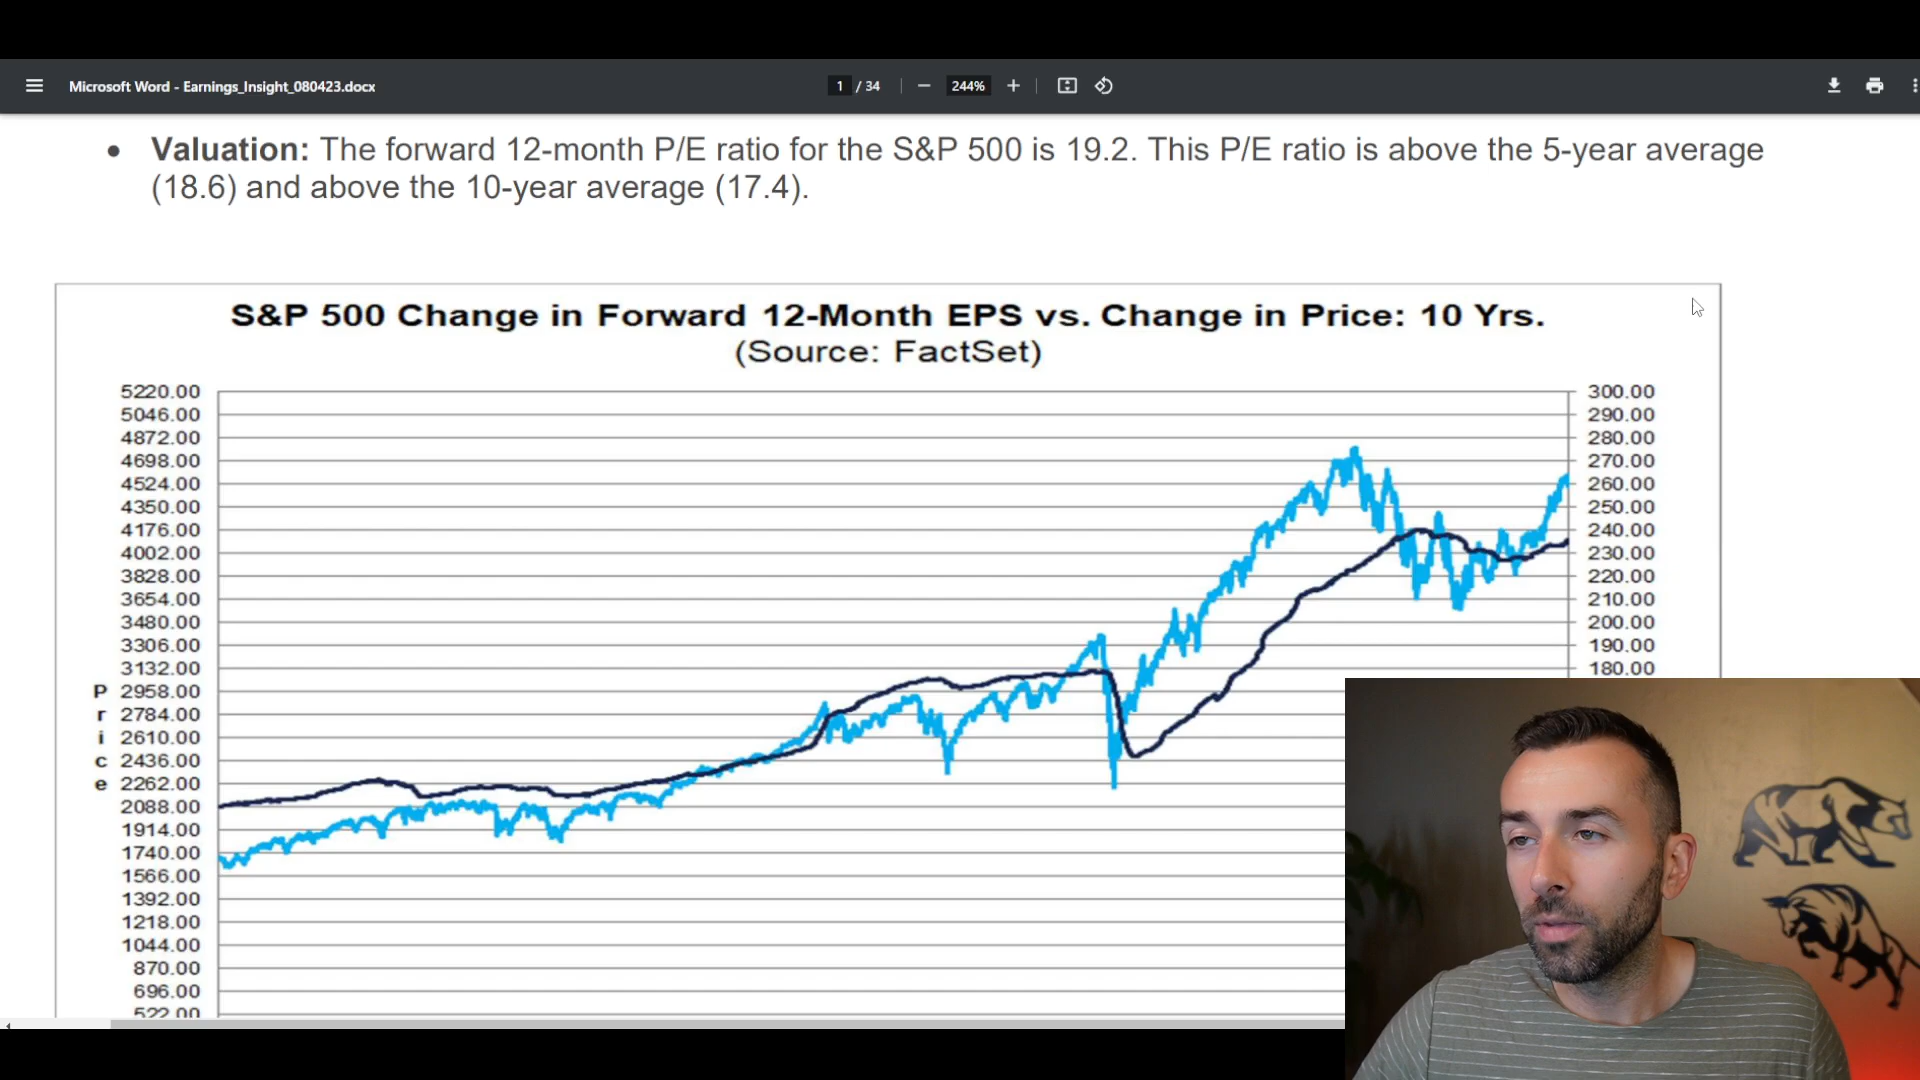 Microsoft Word - Earnings_Insight_080423.docx
1 / 34
244%
• Valuation: The forward 12-month P/E ratio for the S&P 500 is 19.2. This P/E ratio is above the 5-year average
(18.6) and above the 10-year average (17.4).
S&P 500 Change in Forward 12-Month EPS vs. Change in Price: 10 Yrs.
(Source: FactSet)
5220.00 300.00
5046.00 290.00
4872.00 280.00
4698.00 270.00
4524.00 260.00
4350.00 250.00
4176.00 240.00
4002.00 230.00
3828.00 220.00
3654.00 210.00
3480.00 200.00
3306.00 190.00
3132.00 180.00
P 2958.00
r 2784.00
i 2610.00
c 2436.00
e 2262.00
2088.00
1914.00
1740.00
1566.00
1392.00
1218.00
1044.00
870.00
696.00
522.00